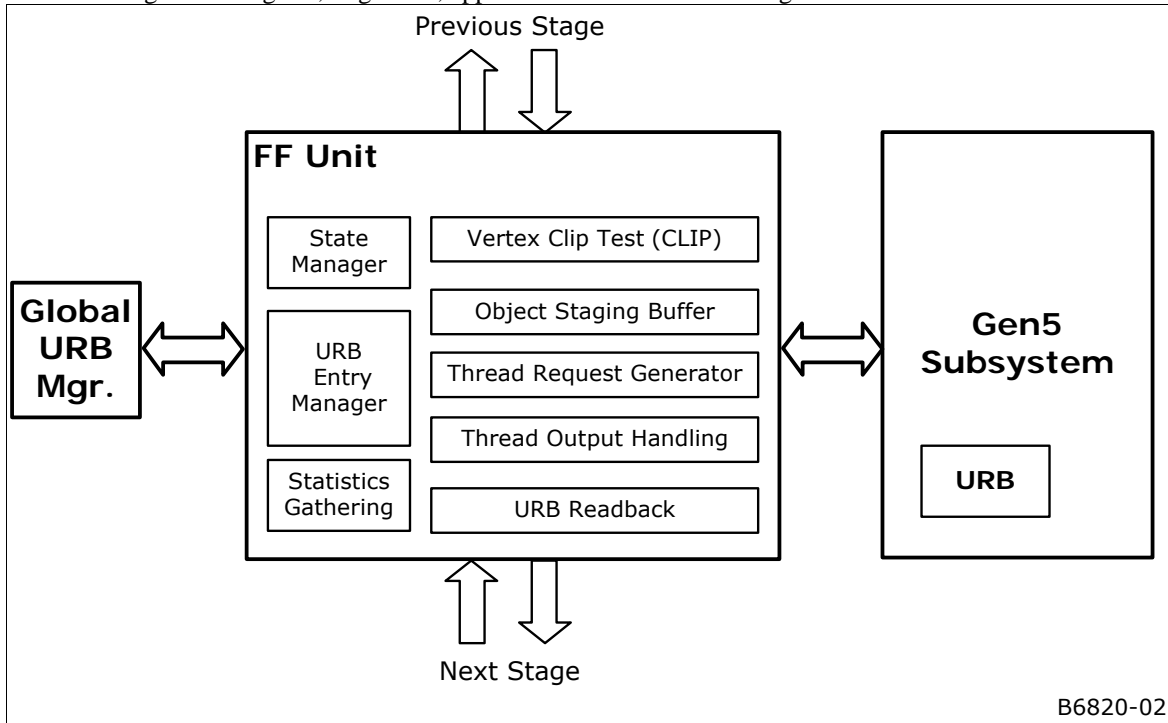 Previous Stage
FF Unit
State
Manager
Vertex Clip Test (CLIP)
Object Staging Buffer
URB
Entry
Manager
Thread Request Generator
Thread Output Handling
Statistics
Gathering
URB Readback
Global
URB
Mgr.
Gen5
Subsystem
URB
Next Stage
B6820-02